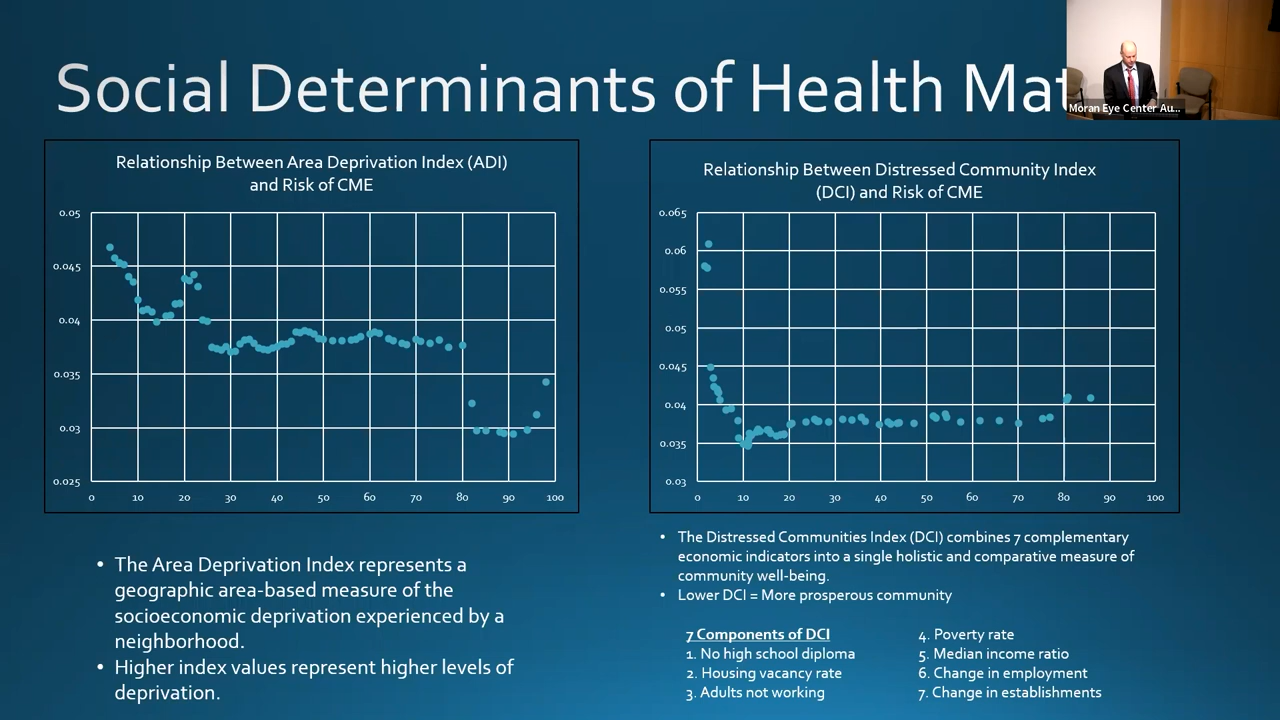 Social Determinants of Health Mat
Moran Eye Center Au...
Relationship Between Area Deprivation Index (ADI)
and Risk of CME
0.05
0.045
0.04
0.035
0.03
0.025
0 10 20 30 40 50 60 70 80 90 100
Relationship Between Distressed Community Index
(DCI) and Risk of CME
0.065
0.06
0.055
0.05
0.045
0.04
0.035
0.03
0 10 20 30 40 50 60 70 80 90 100
• The Area Deprivation Index represents a
geographic area-based measure of the
socioeconomic deprivation experienced by a
neighborhood.
• Higher index values represent higher levels of
deprivation.
• The Distressed Communities Index (DCI) combines 7 complementary
economic indicators into a single holistic and comparative measure of
community well-being.
• Lower DCI = More prosperous community
7 Components of DCI
1. No high school diploma
2. Housing vacancy rate
3. Adults not working
4. Poverty rate
5. Median income ratio
6. Change in employment
7. Change in establishments